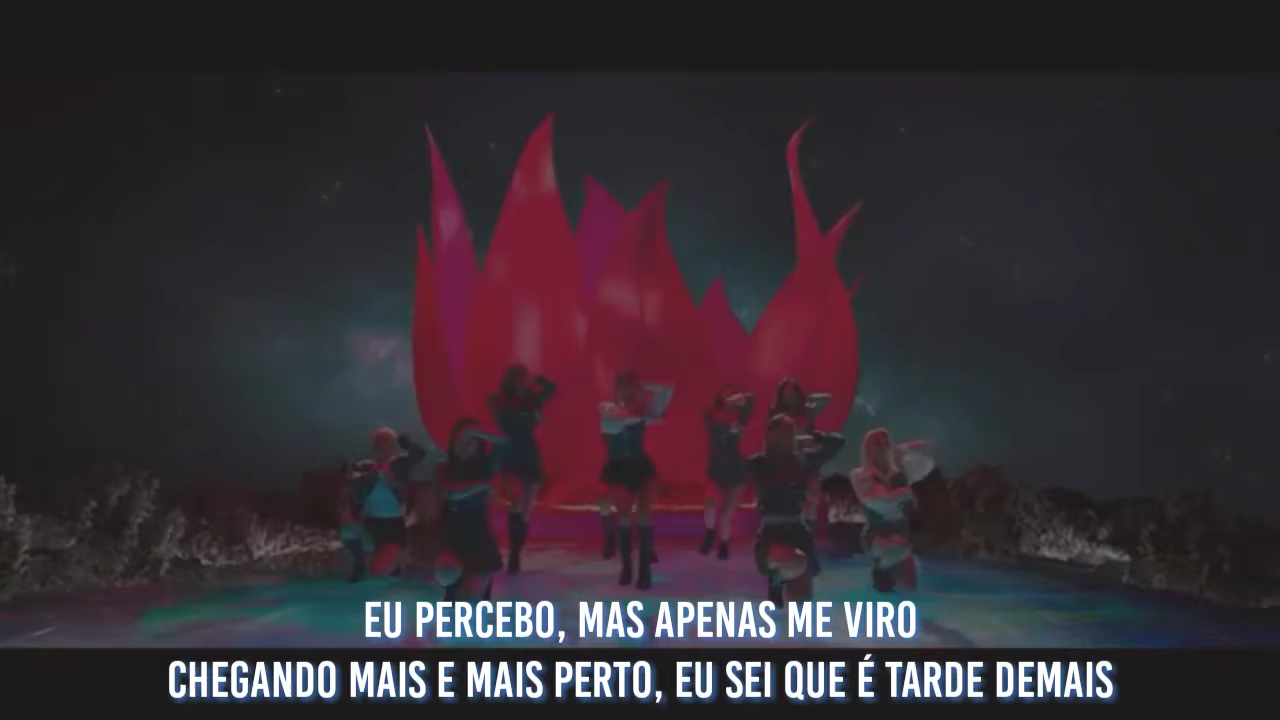 EU PERCEBO, MAS APENAS ME VIRO
CHEGANDO MAIS E MAIS PERTO, EU SEI QUE É TARDE DEMAIS